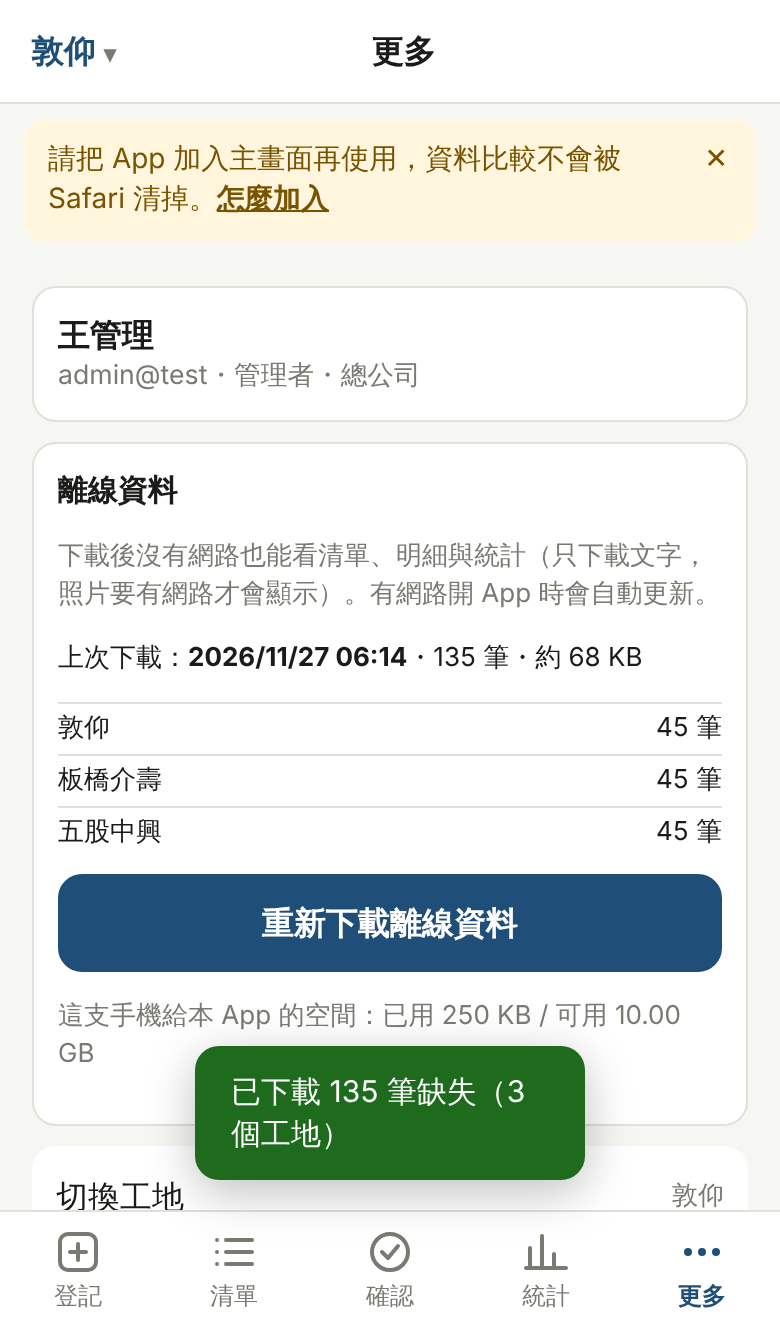 敦仰 ▾
更多
請把 App 加入主畫面再使用，資料比較不會被
Safari 清掉。怎麼加入
✕
王管理
admin@test・管理者・總公司
離線資料
下載後沒有網路也能看清單、明細與統計（只下載文字，
照片要有網路才會顯示）。有網路開 App 時會自動更新。
上次下載：2026/11/27 06:14・135 筆・約 68 KB
敦仰 45 筆
板橋介壽 45 筆
五股中興 45 筆
重新下載離線資料
這支手機給本 App 的空間：已用 250 KB / 可用 10.00
GB
已下載 135 筆缺失（3
個工地）
切換工地 敦仰
登記
清單
確認
統計
更多